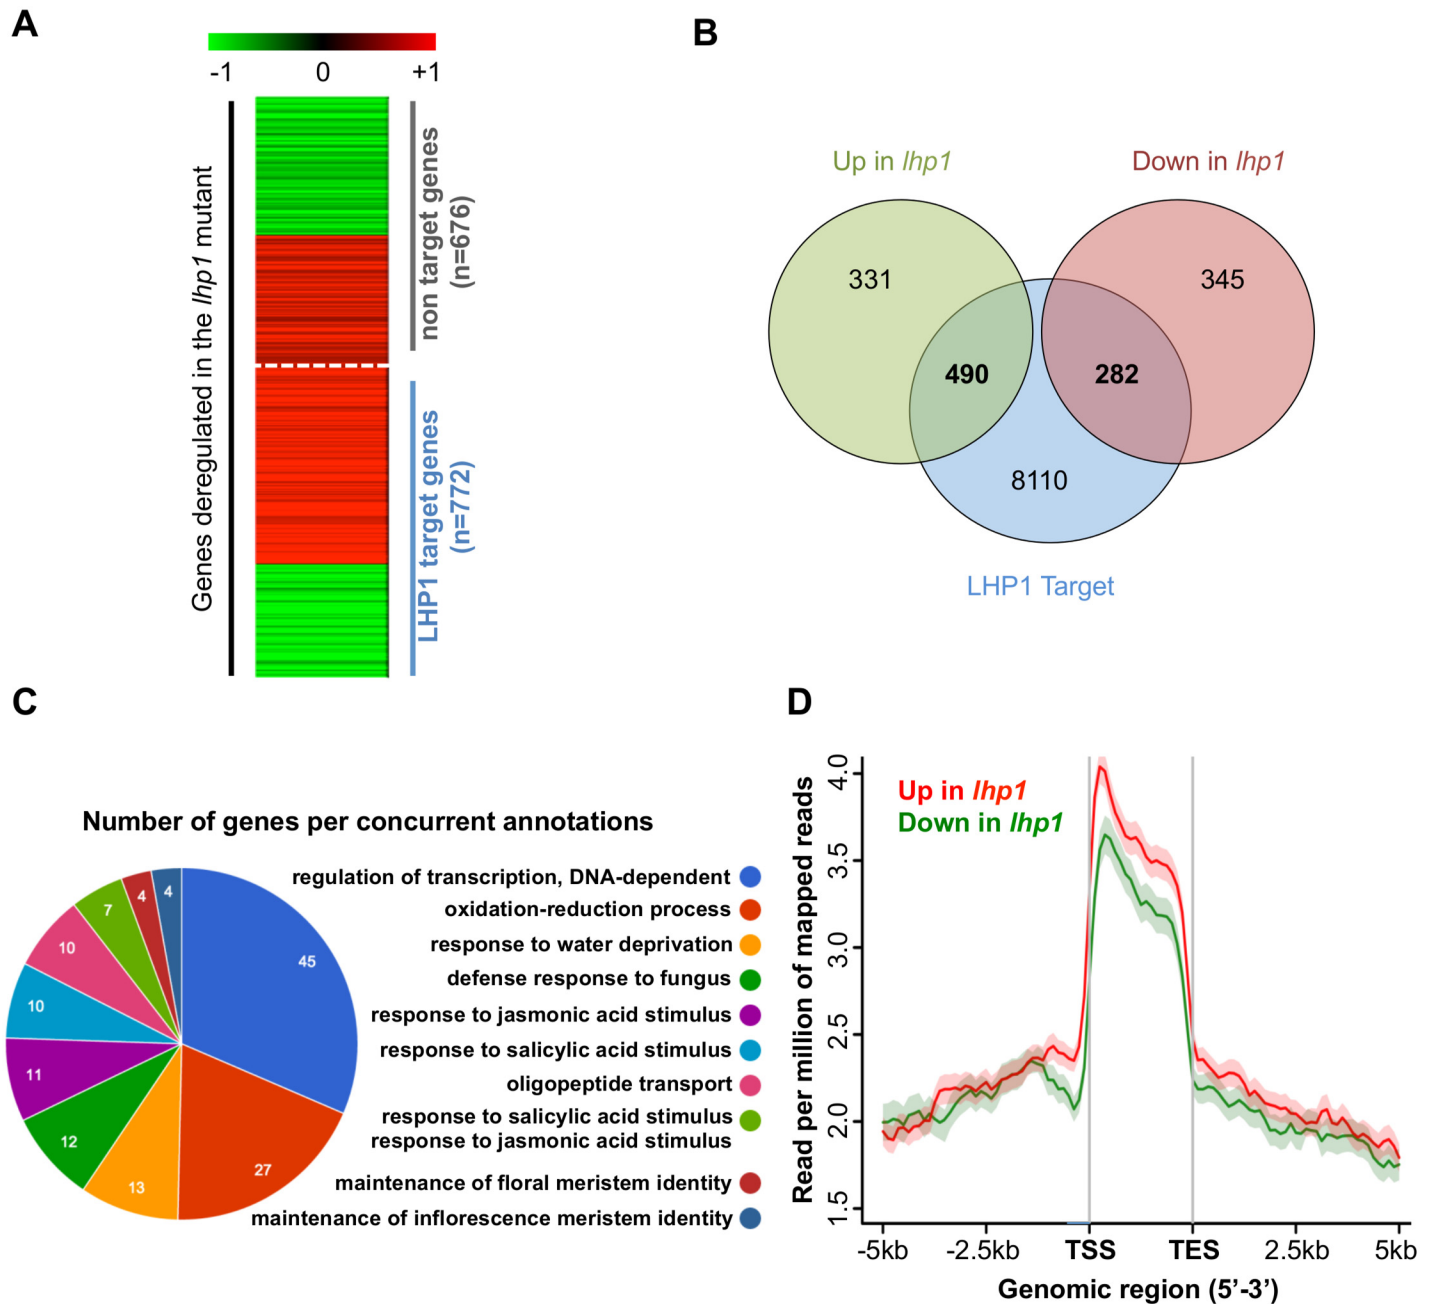 A
-1 0 +1
Genes deregulated in the lhp1 mutant
non target genes
(n=676)
LHP1 target genes
(n=772)
B
Up in lhp1
Down in lhp1
331
345
490
282
8110
LHP1 Target
C
Number of genes per concurrent annotations
45
27
13
12
11
10
10
7
4
4
regulation of transcription, DNA-dependent
oxidation-reduction process
response to water deprivation
defense response to fungus
response to jasmonic acid stimulus
response to salicylic acid stimulus
oligopeptide transport
response to salicylic acid stimulus
response to jasmonic acid stimulus
maintenance of floral meristem identity
maintenance of inflorescence meristem identity
D
Read per million of mapped reads
4.0
3.5
3.0
2.5
2.0
1.5
Up in lhp1
Down in lhp1
-5kb -2.5kb TSS TES 2.5kb 5kb
Genomic region (5’-3’)